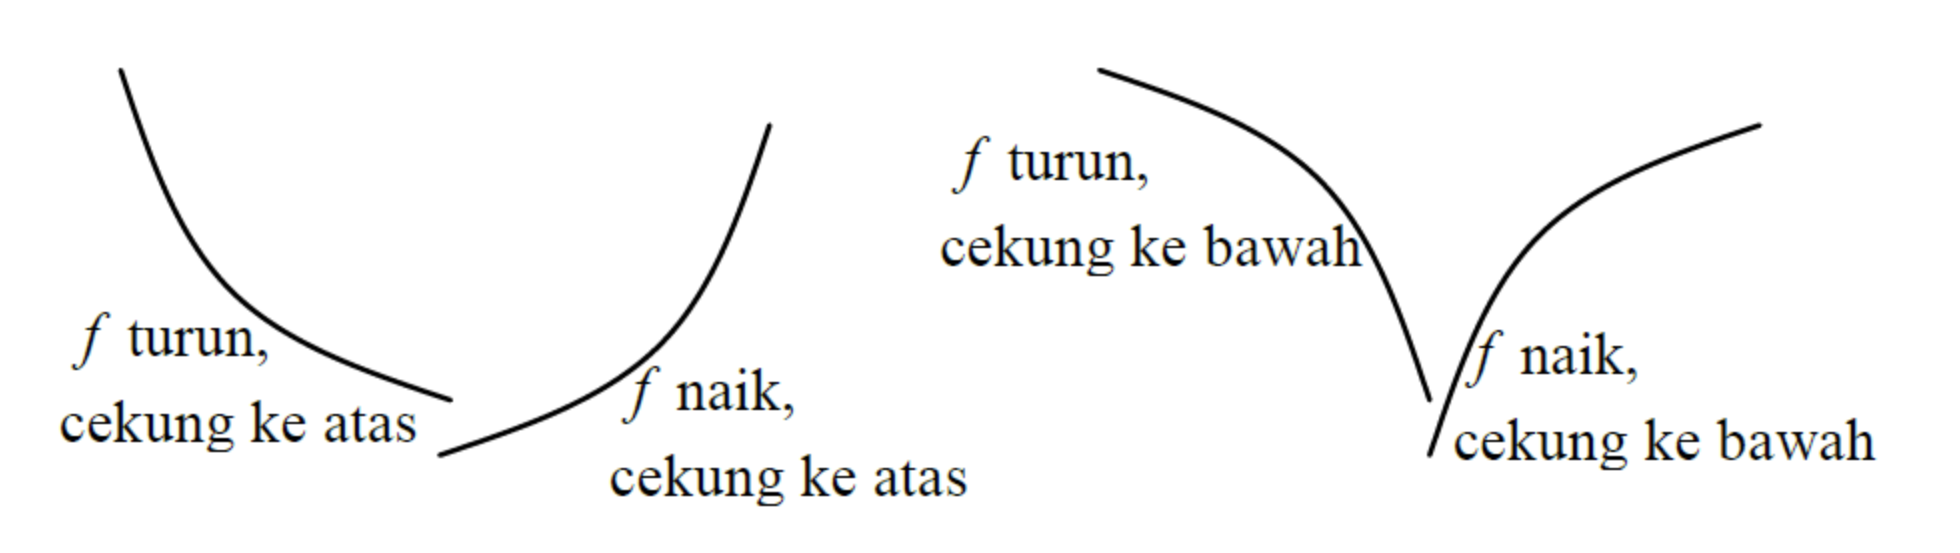 f turun,
cekung ke atas
f naik,
cekung ke atas
f turun,
cekung ke bawah
f naik,
cekung ke bawah